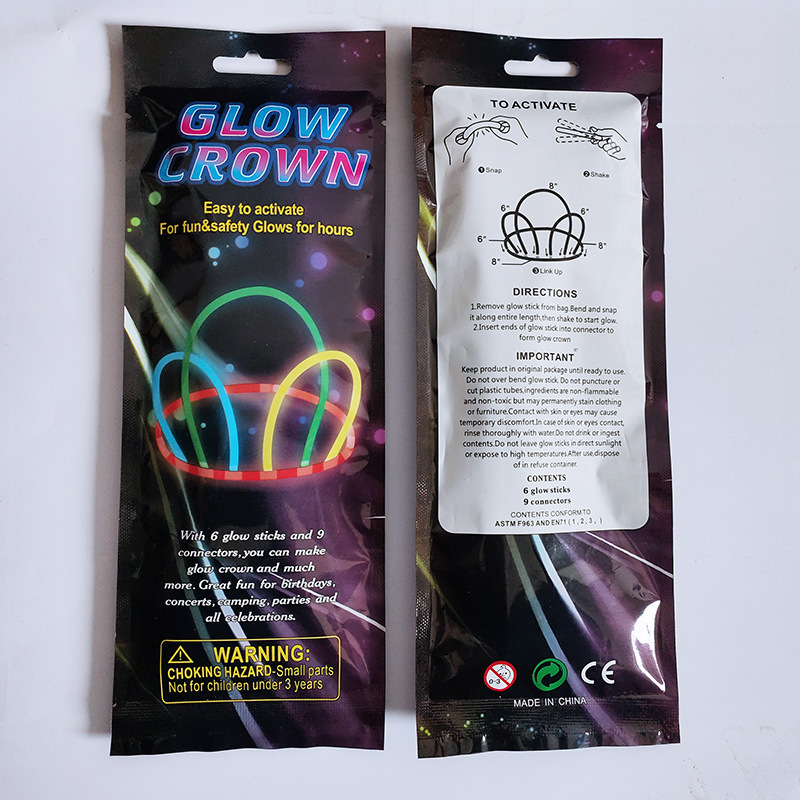 GLOW
CROWN
Easy to activate
For fun&safety Glows for hours
With 6 glow sticks and 9
connectors,you can make
glow crown and much
more. Great fun for birthdays,
concerts, camping, parties and
all celebrations.
WARNING:
CHOKING HAZARD-Small parts
Not for children under 3 years
TO ACTIVATE
1 Snap
2 Shake
8"
6"
6"
6"
8"
8"
3 Link Up
DIRECTIONS
1.Remove glow stick from bag.Bend and snap
it along entire length,then shake to start glow.
2.Insert ends of glow stick into connector to
form glow crown
IMPORTANT
Keep product in original package until ready to use.
Do not over bend glow stick. Do not puncture or
cut plastic tubes,ingredients are non-flammable
and non-toxic but may permanently stain clothing
or furniture.Contact with skin or eyes may cause
temporary discomfort.In case of skin or eyes contact,
rinse thoroughly with water.Do not drink or ingest
contents.Do not leave glow sticks in direct sunlight
or expose to high temperatures.After use,dispose
of in refuse container.
CONTENTS
6 glow sticks
9 connectors
CONTENTS CONFORM TO
ASTM F963 AND EN71 ( 1, 2, 3, )
0-3
CE
MADE IN CHINA